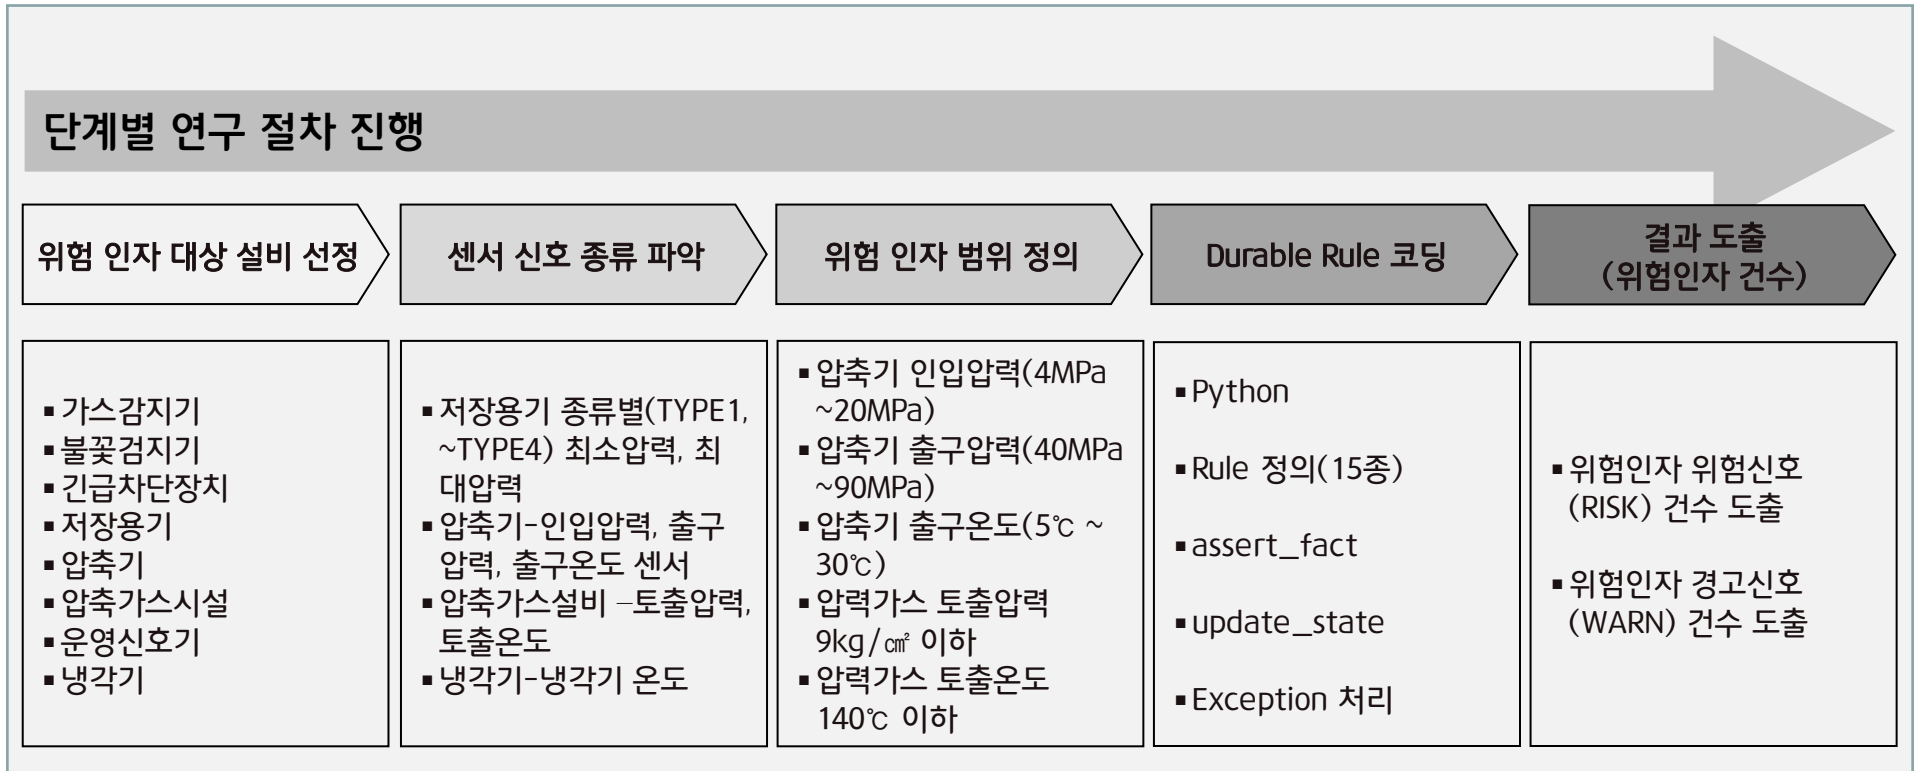 단계별 연구 절차 진행
위험 인자 대상 설비 선정
센서 신호 종류 파악
위험 인자 범위 정의
Durable Rule 코딩
결과 도출
(위험인자 건수)
▪가스감지기
▪불꽃검지기
▪긴급차단장치
▪저장용기
▪압축기
▪압축가스시설
▪운영신호기
▪냉각기
▪저장용기 종류별(TYPE1,
~TYPE4) 최소압력, 최
대압력
▪압축기-인입압력, 출구
압력, 출구온도 센서
▪압축가스설비 –토출압력,
토출온도
▪냉각기-냉각기 온도
▪압축기 인입압력(4MPa
~20MPa)
▪압축기 출구압력(40MPa
~90MPa)
▪압축기 출구온도(5℃ ~
30℃)
▪압력가스 토출압력
9kg/㎠ 이하
▪압력가스 토출온도
140℃ 이하
▪Python
▪Rule 정의(15종)
▪assert_fact
▪update_state
▪Exception 처리
▪위험인자 위험신호
(RISK) 건수 도출
▪위험인자 경고신호
(WARN) 건수 도출